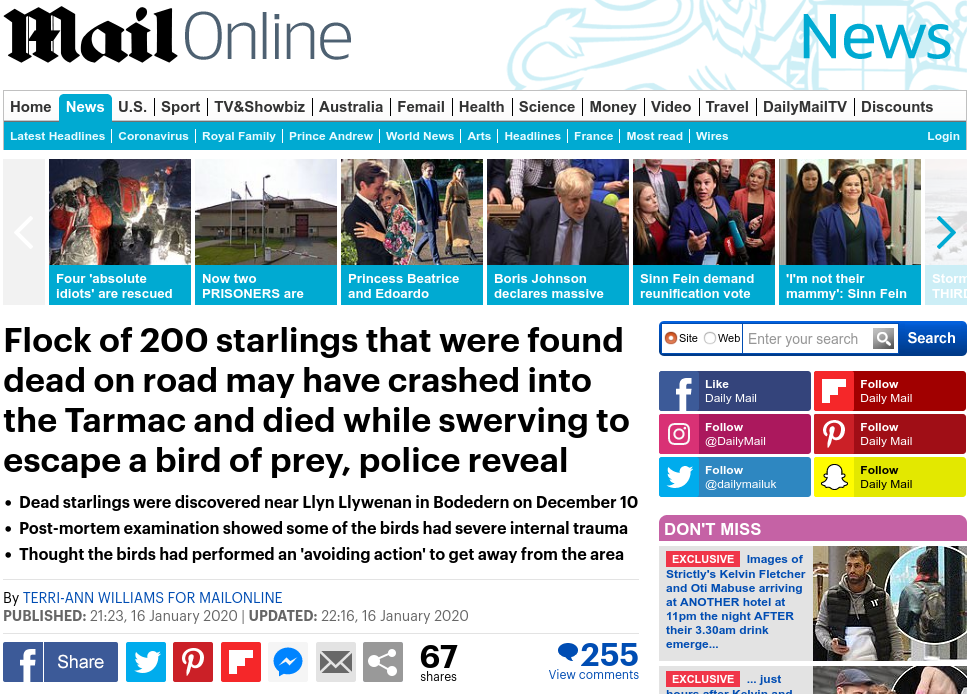 Mail Online
News
Home News U.S. Sport TV&Showbiz Australia Femail Health Science Money Video Travel DailyMailTV Discounts
Latest Headlines Coronavirus Royal Family Prince Andrew World News Arts Headlines France Most read Wires Login
Four 'absolute
idiots' are rescued
Now two
PRISONERS are
Princess Beatrice
and Edoardo
Boris Johnson
declares massive
Sinn Fein demand
reunification vote
'I'm not their
mammy': Sinn Fein
Storm
THIRD
Flock of 200 starlings that were found
dead on road may have crashed into
the Tarmac and died while swerving to
escape a bird of prey, police reveal
• Dead starlings were discovered near Llyn Llywenan in Bodedern on December 10
• Post-mortem examination showed some of the birds had severe internal trauma
• Thought the birds had performed an 'avoiding action' to get away from the area
By TERRI-ANN WILLIAMS FOR MAILONLINE
PUBLISHED: 21:23, 16 January 2020 | UPDATED: 22:16, 16 January 2020
Share
67
shares
255
View comments
Site Web Enter your search Search
Like
Daily Mail
Follow
Daily Mail
Follow
@DailyMail
Follow
Daily Mail
Follow
@dailymailuk
Follow
Daily Mail
DON'T MISS
EXCLUSIVE Images of
Strictly's Kelvin Fletcher
and Oti Mabuse arriving
at ANOTHER hotel at
11pm the night AFTER
their 3.30am drink
emerge...
EXCLUSIVE ... just
hours after Kelvin and